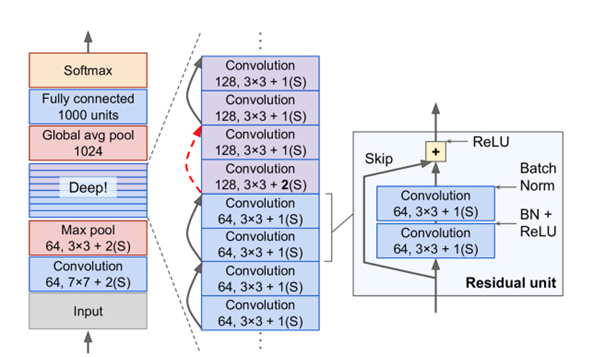 Softmax
Fully connected
1000 units
Global avg pool
1024
Deep!
Max pool
64, 3×3 + 2(S)
Convolution
64, 7×7 + 2(S)
Input
Convolution
128, 3×3 + 1(S)
Convolution
128, 3×3 + 1(S)
Convolution
128, 3×3 + 1(S)
Convolution
128, 3×3 + 2(S)
Convolution
64, 3×3 + 1(S)
Convolution
64, 3×3 + 1(S)
Convolution
64, 3×3 + 1(S)
Convolution
64, 3×3 + 1(S)
+
ReLU
Skip
Batch
Norm
Convolution
64, 3×3 + 1(S)
BN +
ReLU
Convolution
64, 3×3 + 1(S)
Residual unit